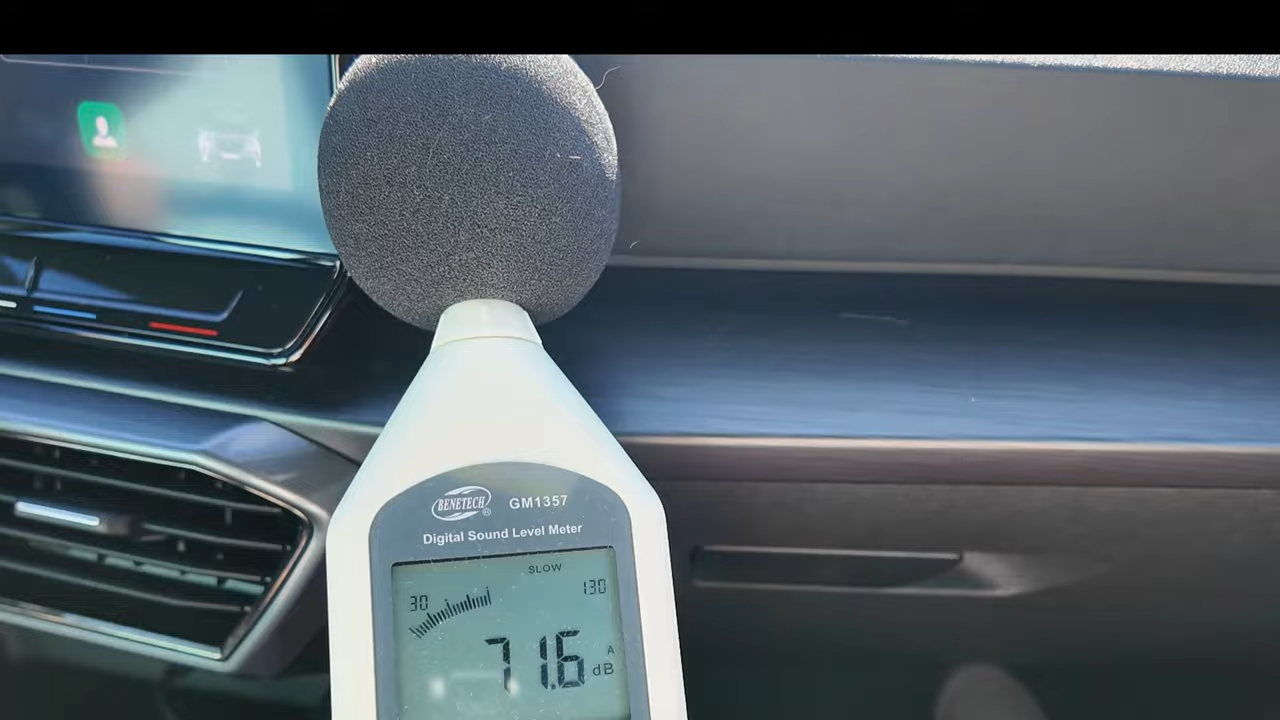 BENETECH®
GM1357
Digital Sound Level Meter
SLOW
30
130
71.6
A
dB